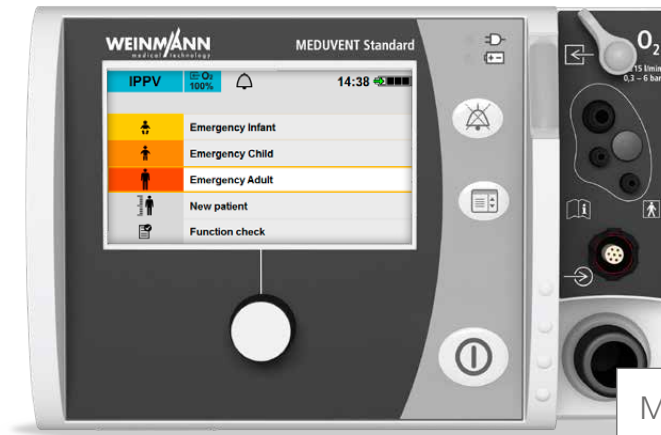 WEINMANN
medical technology
MEDUVENT Standard
IPPV
O₂
100%
14:38
Emergency Infant
Emergency Child
Emergency Adult
New patient
Function check
O₂
15 l/min
0,3 – 6 bar
M